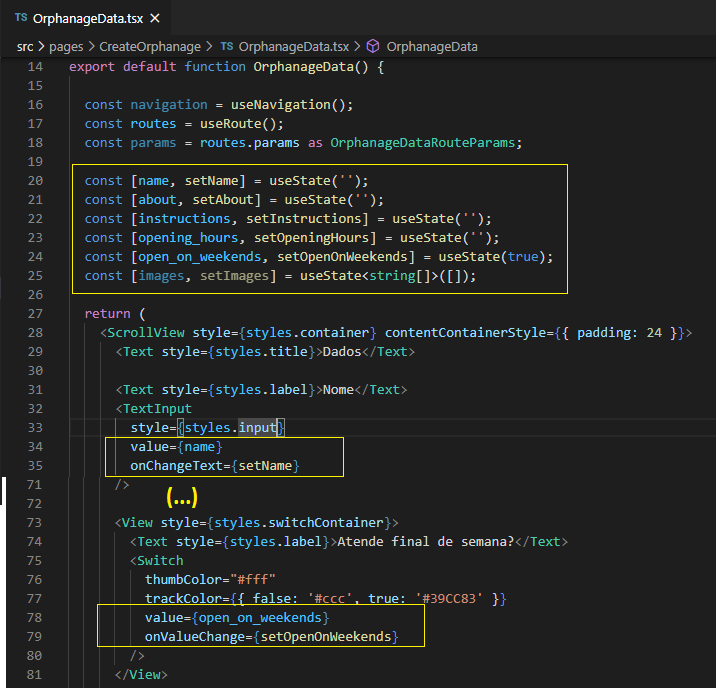 TS OrphanageData.tsx ×
src > pages > CreateOrphanage > TS OrphanageData.tsx > OrphanageData
14 export default function OrphanageData() {
15
16 const navigation = useNavigation();
17 const routes = useRoute();
18 const params = routes.params as OrphanageDataRouteParams;
19
20 const [name, setName] = useState('');
21 const [about, setAbout] = useState('');
22 const [instructions, setInstructions] = useState('');
23 const [opening_hours, setOpeningHours] = useState('');
24 const [open_on_weekends, setOpenOnWeekends] = useState(true);
25 const [images, setImages] = useState<string[]>([]);
26
27 return (
28 <ScrollView style={styles.container} contentContainerStyle={{ padding: 24 }}>
29 <Text style={styles.title}>Dados</Text>
30
31 <Text style={styles.label}>Nome</Text>
32 <TextInput
33 style={styles.input}
34 value={name}
35 onChangeText={setName}
71 />
(...)
72
73 <View style={styles.switchContainer}>
74 <Text style={styles.label}>Atende final de semana?</Text>
75 <Switch
76 thumbColor="#fff"
77 trackColor={{ false: '#ccc', true: '#39CC83' }}
78 value={open_on_weekends}
79 onValueChange={setOpenOnWeekends}
80 />
81 </View>